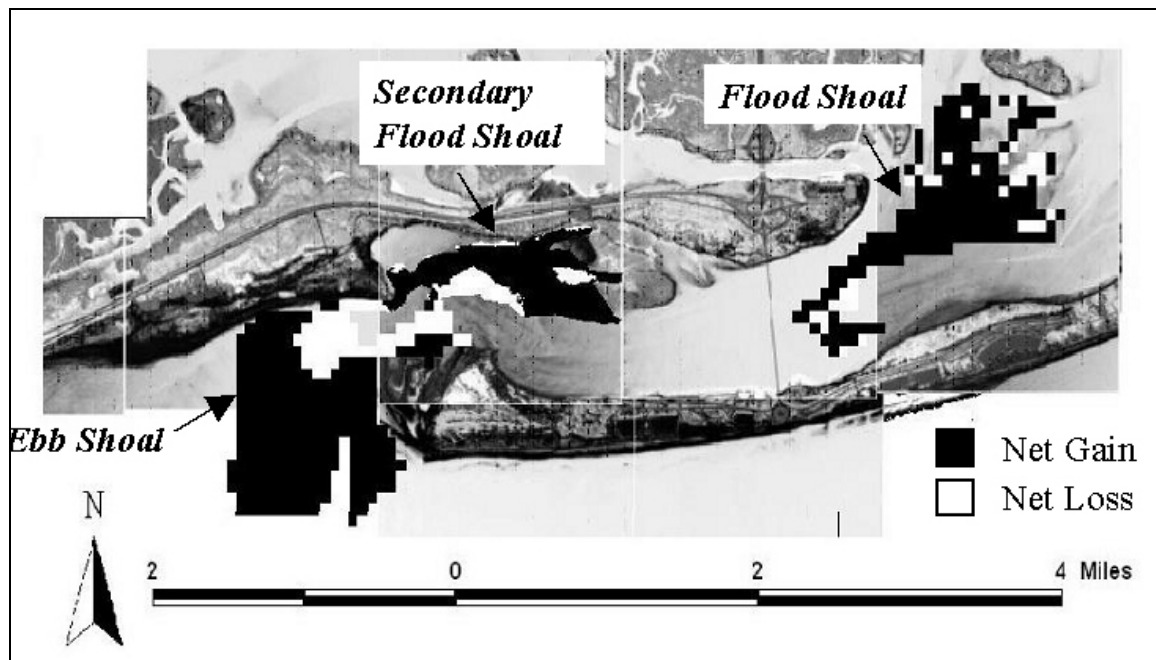 Secondary
Flood Shoal
Flood Shoal
Ebb Shoal
Net Gain
Net Loss
N
2 0 2 4 Miles